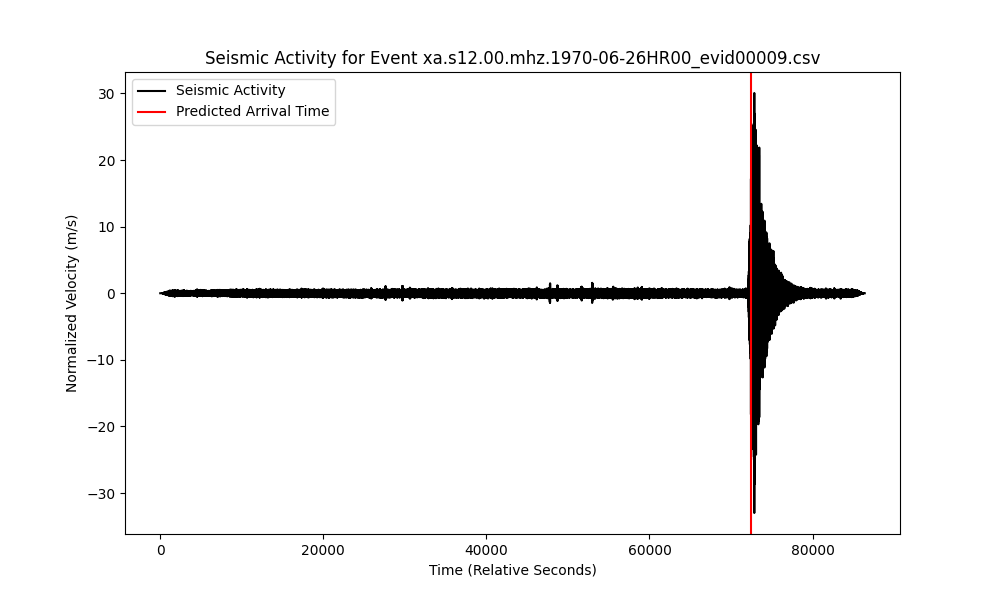 Seismic Activity for Event xa.s12.00.mhz.1970-06-26HR00_evid00009.csv
Seismic Activity
Predicted Arrival Time
Normalized Velocity (m/s)
30
20
10
0
−10
−20
−30
0 20000 40000 60000 80000
Time (Relative Seconds)